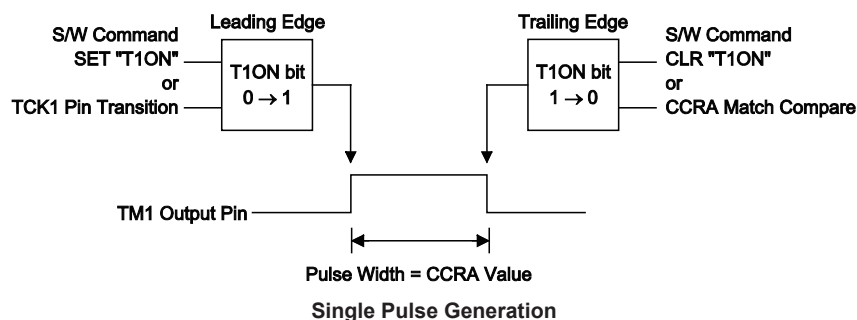 Leading Edge
S/W Command
SET "T1ON"
or
TCK1 Pin Transition
T1ON bit
0 → 1
Trailing Edge
T1ON bit
1 → 0
S/W Command
CLR "T1ON"
or
CCRA Match Compare
TM1 Output Pin
Pulse Width = CCRA Value
Single Pulse Generation